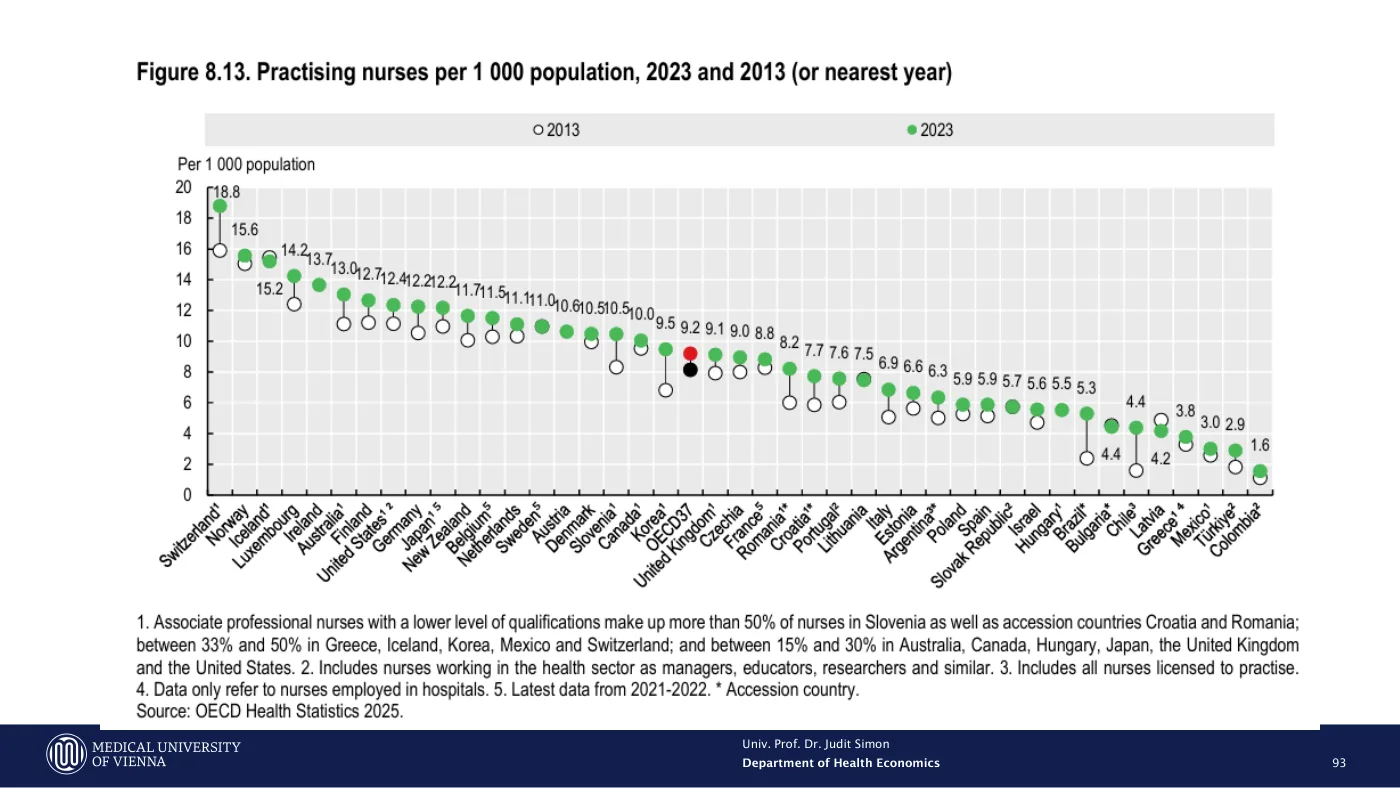 Figure 8.13. Practising nurses per 1 000 population, 2023 and 2013 (or nearest year)
2013 2023
Per 1 000 population
20
18
16
14
12
10
8
6
4
2
0
18.8
15.6
15.2
14.2
13.7
13.0
12.7
12.4
12.2
12.2
11.7
11.5
11.1
11.0
10.6
10.5
10.5
10.0
9.5
9.2
9.1
9.0
8.8
8.2
7.7
7.6
7.5
6.9
6.6
6.3
5.9
5.9
5.7
5.6
5.5
5.3
4.4
4.4
4.2
3.8
3.0
2.9
1.6
Switzerland¹
Norway
Iceland¹
Luxembourg
Ireland
Australia¹
Finland
United States¹ ²
Germany
Japan¹ ⁵
New Zealand
Belgium⁵
Netherlands
Sweden⁵
Austria
Denmark
Slovenia¹
Canada¹
Korea¹
OECD37
United Kingdom¹
Czechia
France⁵
Romania¹*
Croatia¹*
Portugal²
Lithuania
Italy
Estonia
Argentina³*
Poland
Spain
Slovak Republic²
Israel
Hungary¹
Brazil*
Bulgaria*
Chile³
Latvia
Greece¹ ⁴
Mexico¹
Türkiye²
Colombia²
1. Associate professional nurses with a lower level of qualifications make up more than 50% of nurses in Slovenia as well as accession countries Croatia and Romania;
between 33% and 50% in Greece, Iceland, Korea, Mexico and Switzerland; and between 15% and 30% in Australia, Canada, Hungary, Japan, the United Kingdom
and the United States. 2. Includes nurses working in the health sector as managers, educators, researchers and similar. 3. Includes all nurses licensed to practise.
4. Data only refer to nurses employed in hospitals. 5. Latest data from 2021-2022. * Accession country.
Source: OECD Health Statistics 2025.
MEDICAL UNIVERSITY
OF VIENNA
Univ. Prof. Dr. Judit Simon
Department of Health Economics
93